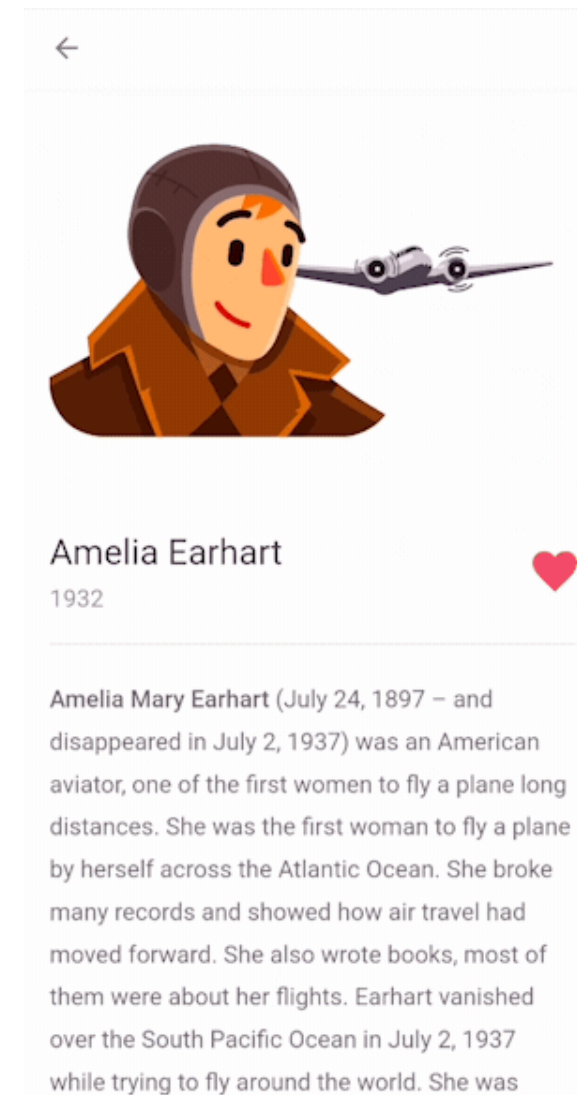 Amelia Earhart
1932
Amelia Mary Earhart (July 24, 1897 – and
disappeared in July 2, 1937) was an American
aviator, one of the first women to fly a plane long
distances. She was the first woman to fly a plane
by herself across the Atlantic Ocean. She broke
many records and showed how air travel had
moved forward. She also wrote books, most of
them were about her flights. Earhart vanished
over the South Pacific Ocean in July 2, 1937
while trying to fly around the world. She was